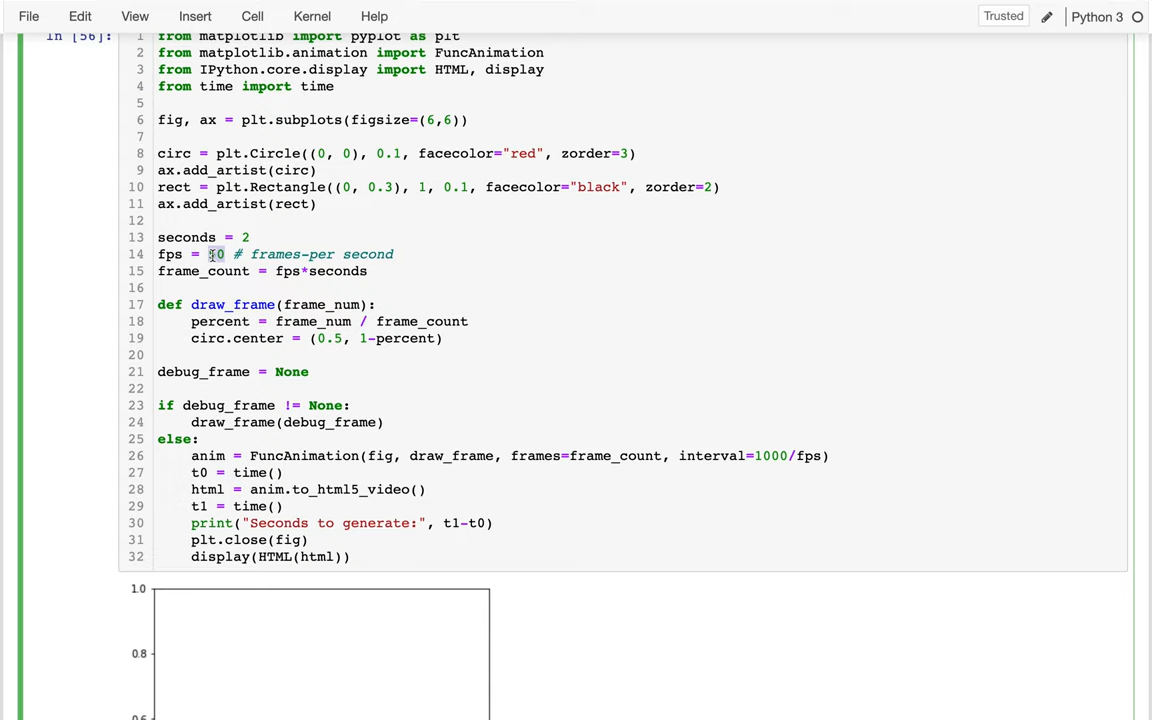 File Edit View Insert Cell Kernel Help Trusted Python 3
In [56]:
1 from matplotlib import pyplot as plt
2 from matplotlib.animation import FuncAnimation
3 from IPython.core.display import HTML, display
4 from time import time
5
6 fig, ax = plt.subplots(figsize=(6,6))
7
8 circ = plt.Circle((0, 0), 0.1, facecolor="red", zorder=3)
9 ax.add_artist(circ)
10 rect = plt.Rectangle((0, 0.3), 1, 0.1, facecolor="black", zorder=2)
11 ax.add_artist(rect)
12
13 seconds = 2
14 fps = # frames-per second
15 frame_count = fps*seconds
16
17 def draw_frame(frame_num):
18 percent = frame_num / frame_count
19 circ.center = (0.5, 1-percent)
20
21 debug_frame = None
22
23 if debug_frame != None:
24 draw_frame(debug_frame)
25 else:
26 anim = FuncAnimation(fig, draw_frame, frames=frame_count, interval=1000/fps)
27 t0 = time()
28 html = anim.to_html5_video()
29 t1 = time()
30 print("Seconds to generate:", t1-t0)
31 plt.close(fig)
32 display(HTML(html))
1.0
0.8